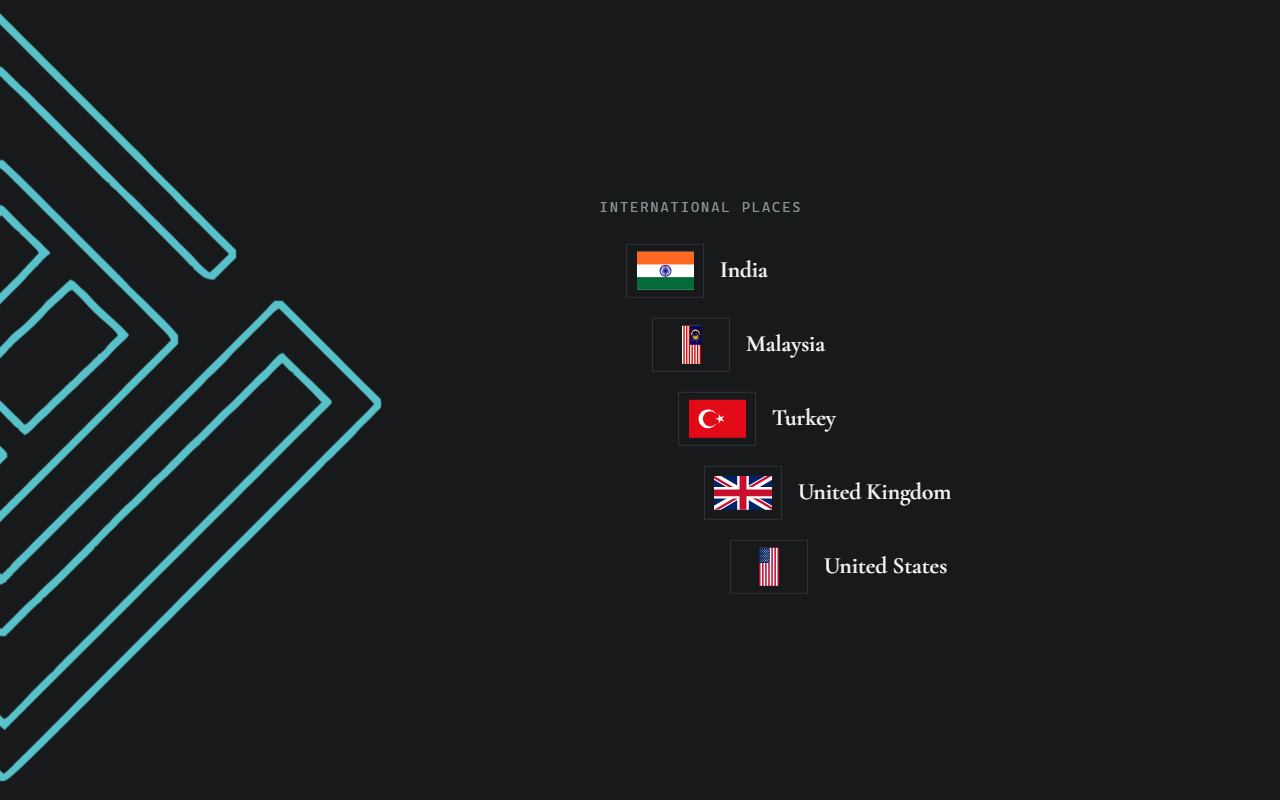 INTERNATIONAL PLACES
India
Malaysia
Turkey
United Kingdom
United States